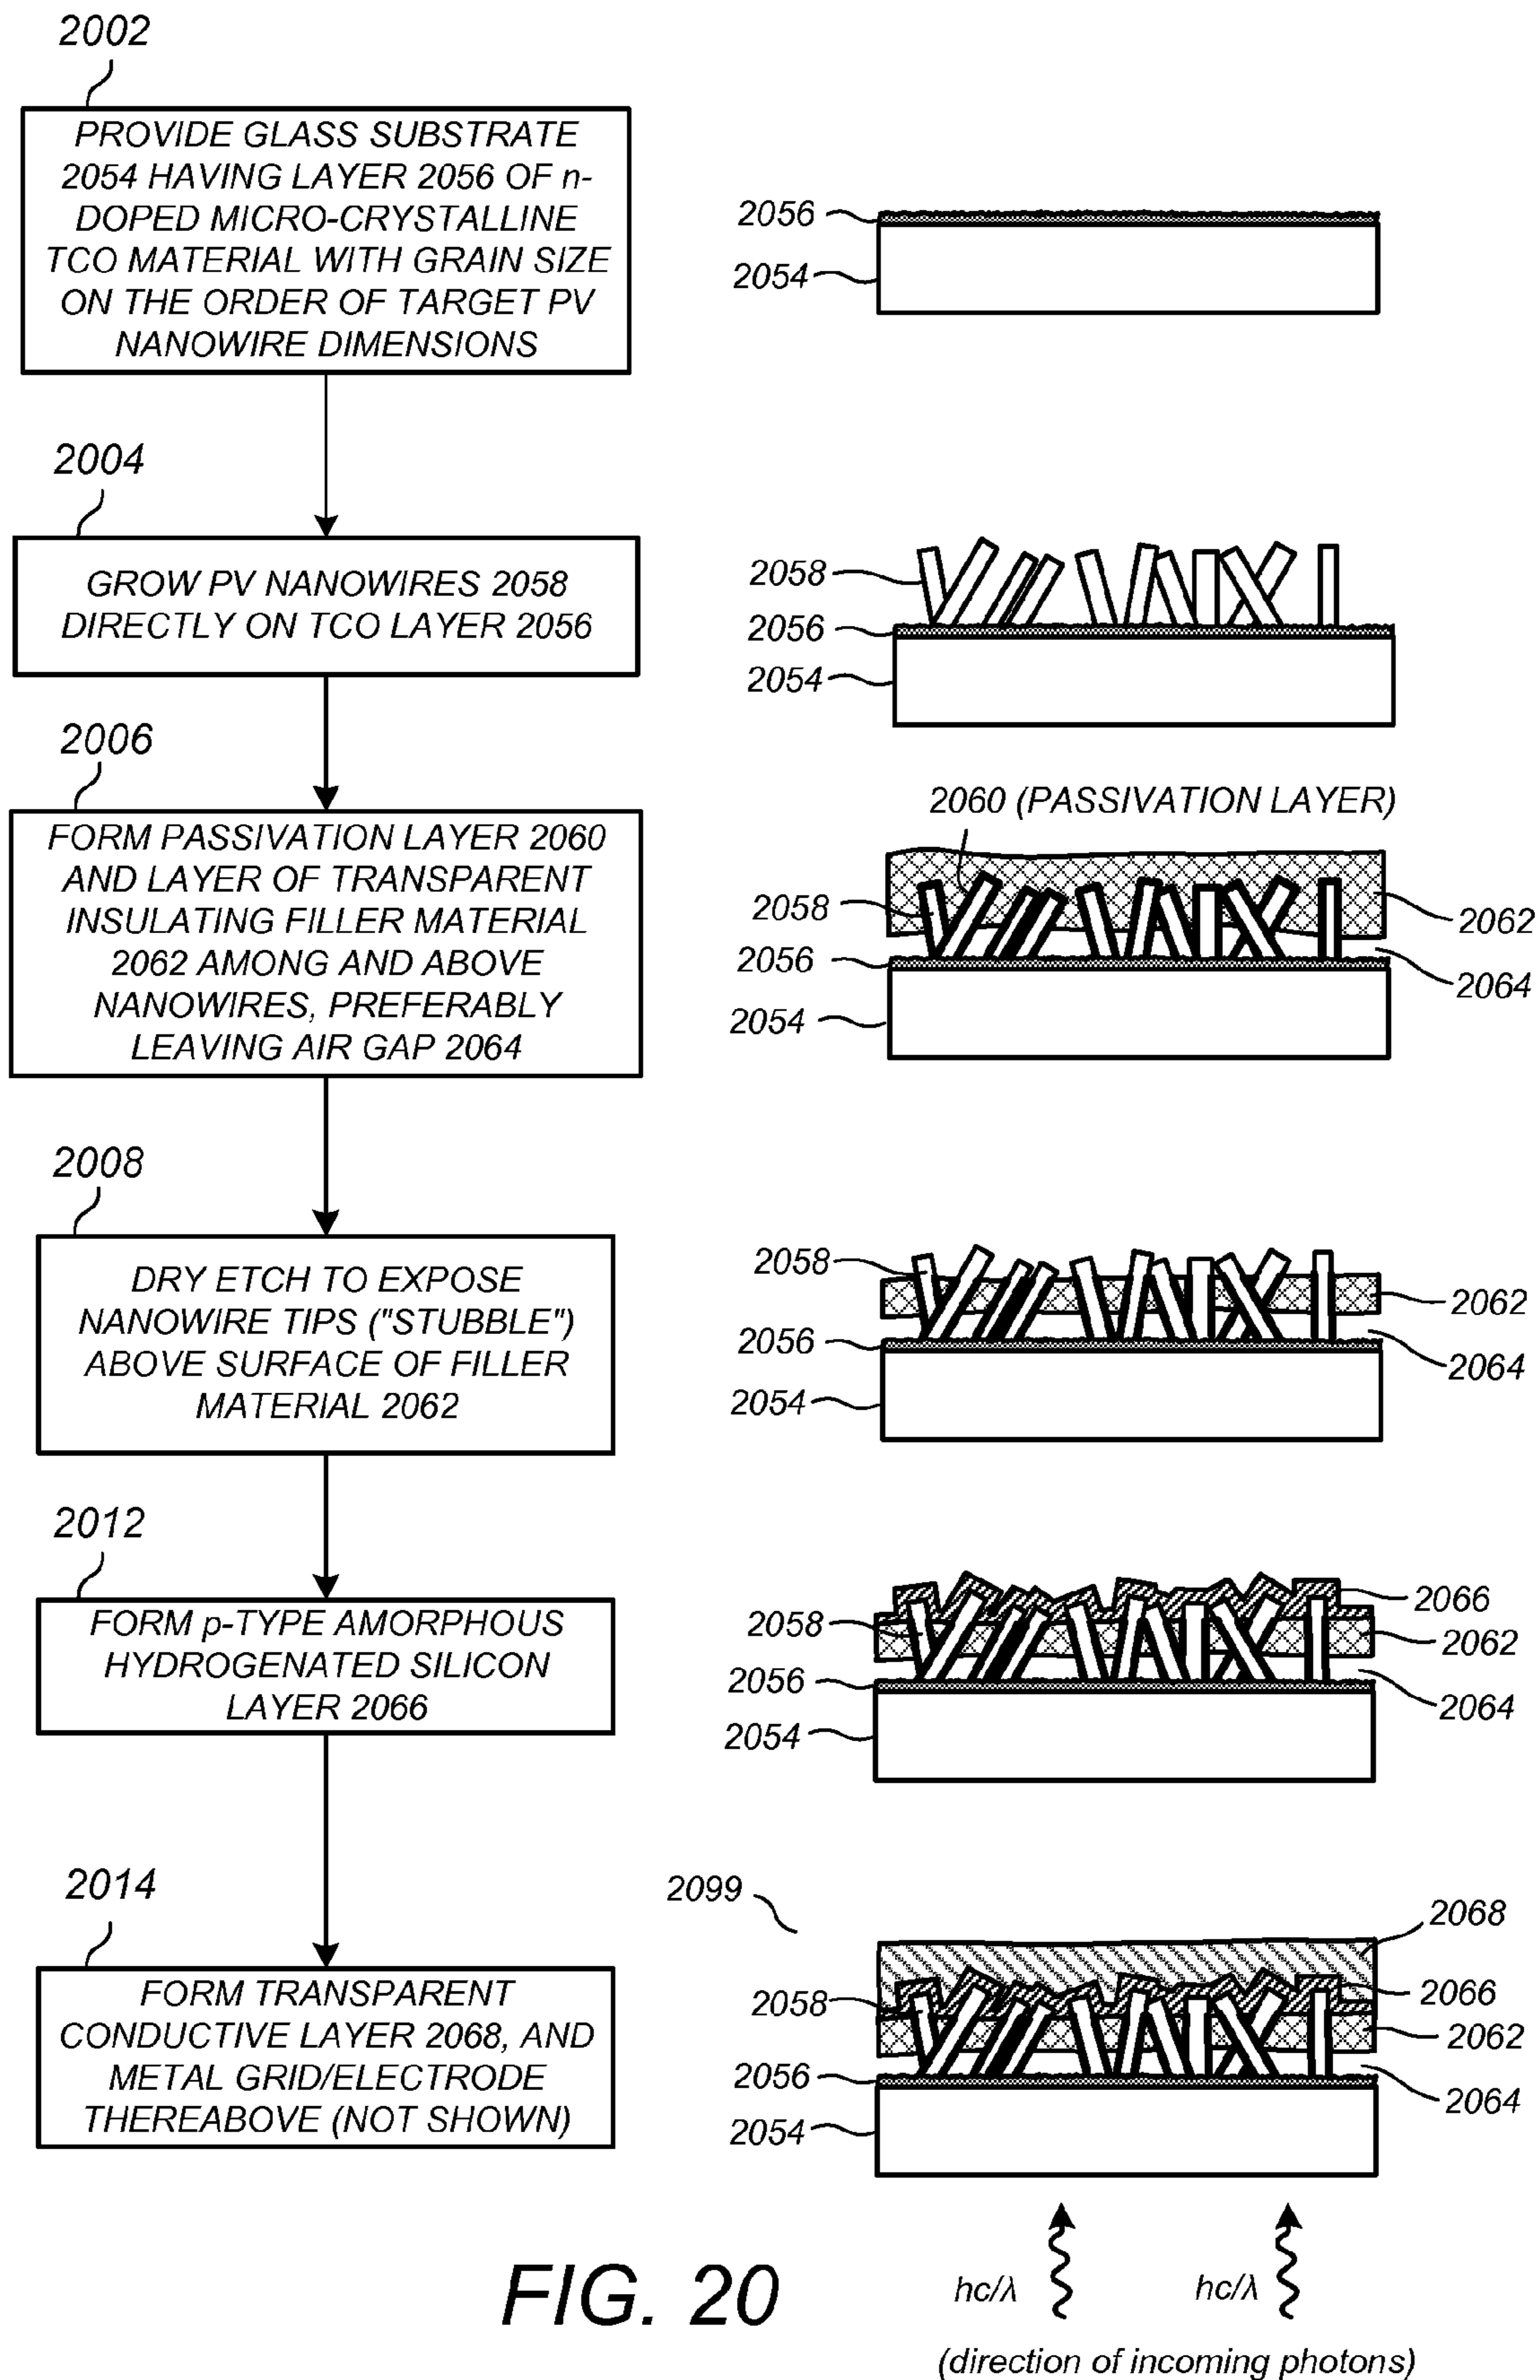 2002
PROVIDE GLASS SUBSTRATE
2054 HAVING LAYER 2056 OF n-
DOPED MICRO-CRYSTALLINE
TCO MATERIAL WITH GRAIN SIZE
ON THE ORDER OF TARGET PV
NANOWIRE DIMENSIONS
2056
2054
2004
GROW PV NANOWIRES 2058
DIRECTLY ON TCO LAYER 2056
2058
2056
2054
2006
FORM PASSIVATION LAYER 2060
AND LAYER OF TRANSPARENT
INSULATING FILLER MATERIAL
2062 AMONG AND ABOVE
NANOWIRES, PREFERABLY
LEAVING AIR GAP 2064
2060 (PASSIVATION LAYER)
2058
2062
2056
2064
2054
2008
DRY ETCH TO EXPOSE
NANOWIRE TIPS ("STUBBLE")
ABOVE SURFACE OF FILLER
MATERIAL 2062
2058
2062
2056
2064
2054
2012
FORM p-TYPE AMORPHOUS
HYDROGENATED SILICON
LAYER 2066
2066
2058
2062
2056
2064
2054
2014
FORM TRANSPARENT
CONDUCTIVE LAYER 2068, AND
METAL GRID/ELECTRODE
THEREABOVE (NOT SHOWN)
2099
2068
2066
2058
2062
2056
2064
2054
FIG. 20
hc/λ hc/λ
(direction of incoming photons)